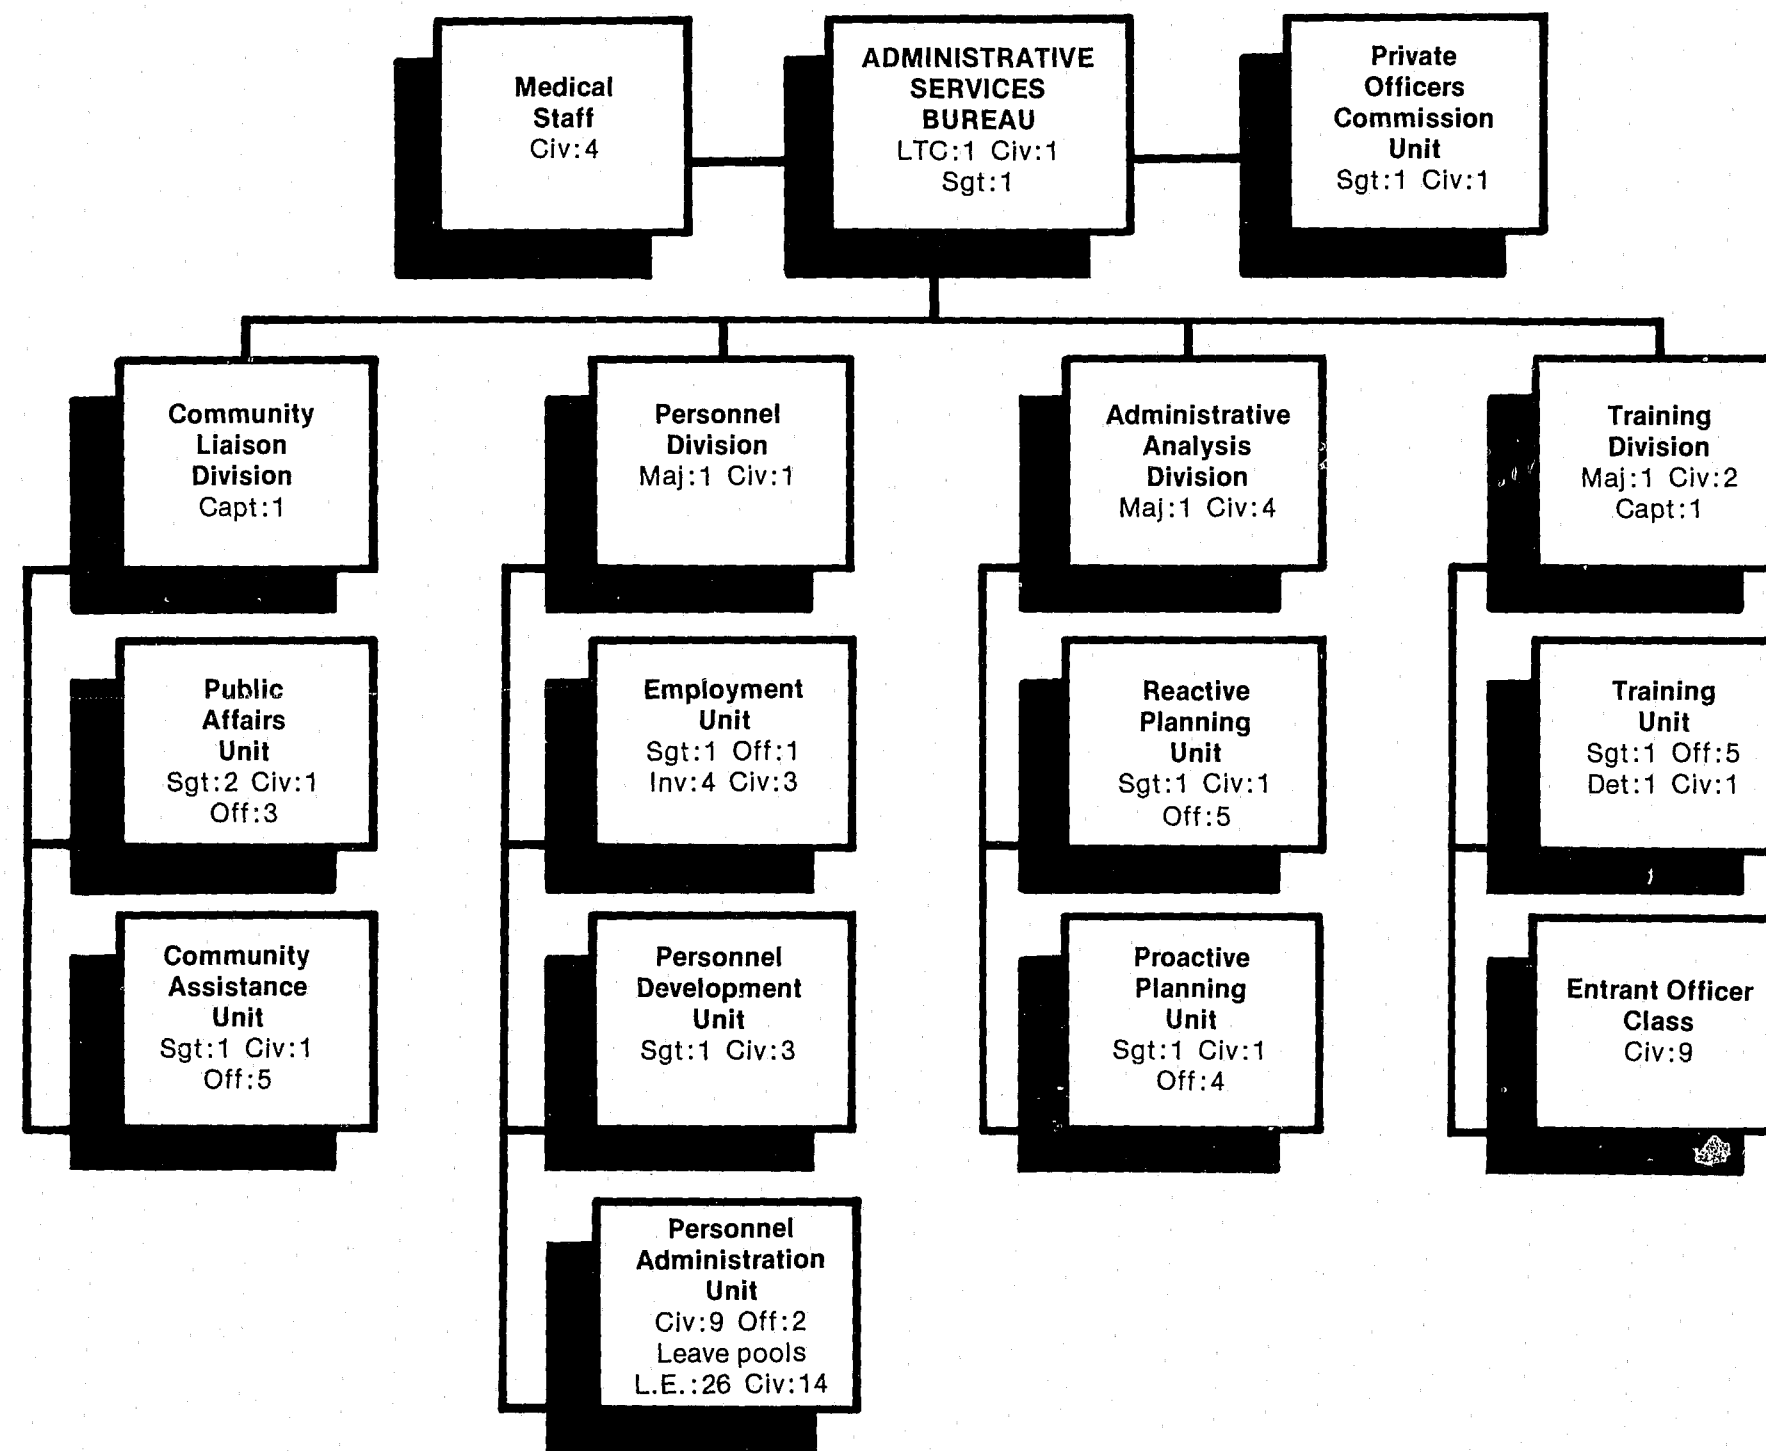 Medical
Staff
Civ:4
ADMINISTRATIVE
SERVICES
BUREAU
LTC:1 Civ:1
Sgt:1
Private
Officers
Commission
Unit
Sgt:1 Civ:1
Community
Liaison
Division
Capt:1
Personnel
Division
Maj:1 Civ:1
Administrative
Analysis
Division
Maj:1 Civ:4
Training
Division
Maj:1 Civ:2
Capt:1
Public
Affairs
Unit
Sgt:2 Civ:1
Off:3
Employment
Unit
Sgt:1 Off:1
Inv:4 Civ:3
Reactive
Planning
Unit
Sgt:1 Civ:1
Off:5
Training
Unit
Sgt:1 Off:5
Det:1 Civ:1
Community
Assistance
Unit
Sgt:1 Civ:1
Off:5
Personnel
Development
Unit
Sgt:1 Civ:3
Proactive
Planning
Unit
Sgt:1 Civ:1
Off:4
Entrant Officer
Class
Civ:9
Personnel
Administration
Unit
Civ:9 Off:2
Leave pools
L.E.:26 Civ:14